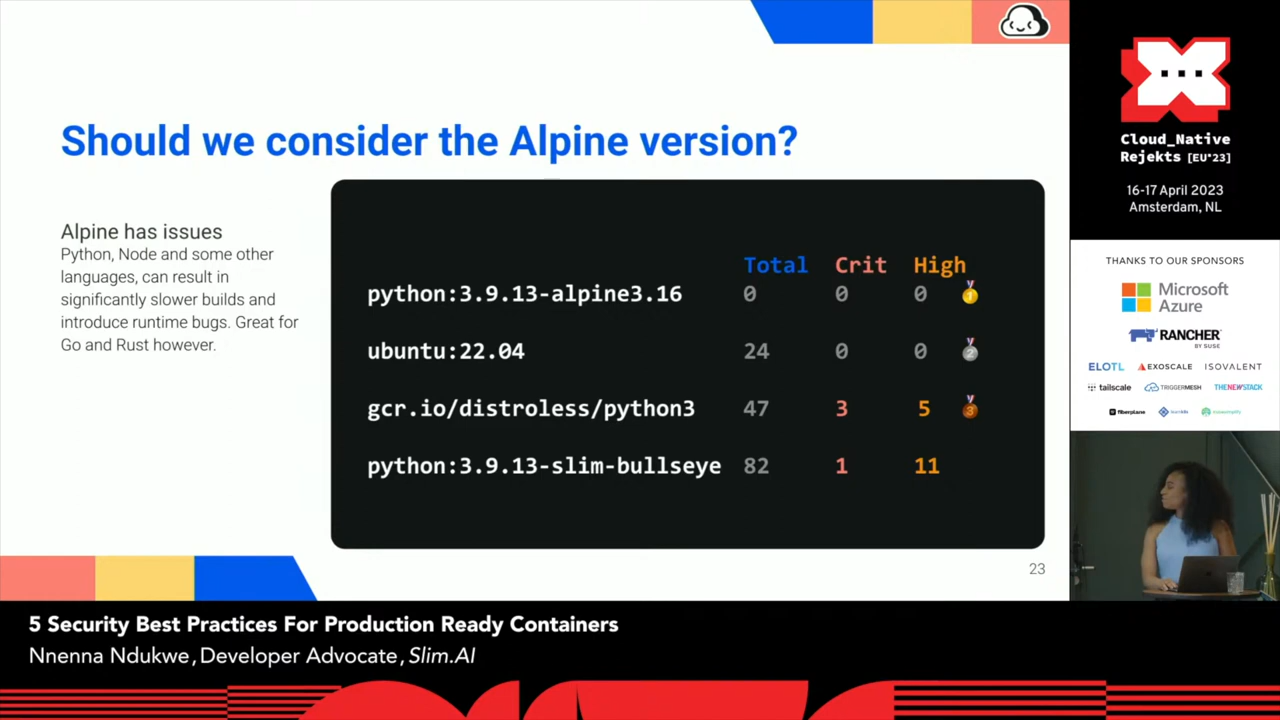 Should we consider the Alpine version?
Alpine has issues
Python, Node and some other
languages, can result in
significantly slower builds and
introduce runtime bugs. Great for
Go and Rust however.
Total Crit High
python:3.9.13-alpine3.16 0 0 0 1
ubuntu:22.04 24 0 0 2
gcr.io/distroless/python3 47 3 5 3
python:3.9.13-slim-bullseye 82 1 11
23
Cloud_Native
Rejekts [EU*23]
16-17 April 2023
Amsterdam, NL
THANKS TO OUR SPONSORS
Microsoft
Azure
RANCHER
BY SUSE
ELOTL EXOSCALE ISOVALENT
tailscale TRIGGERMESH THENEWSTACK
fiberplane
5 Security Best Practices For Production Ready Containers
Nnenna Ndukwe, Developer Advocate, Slim.AI